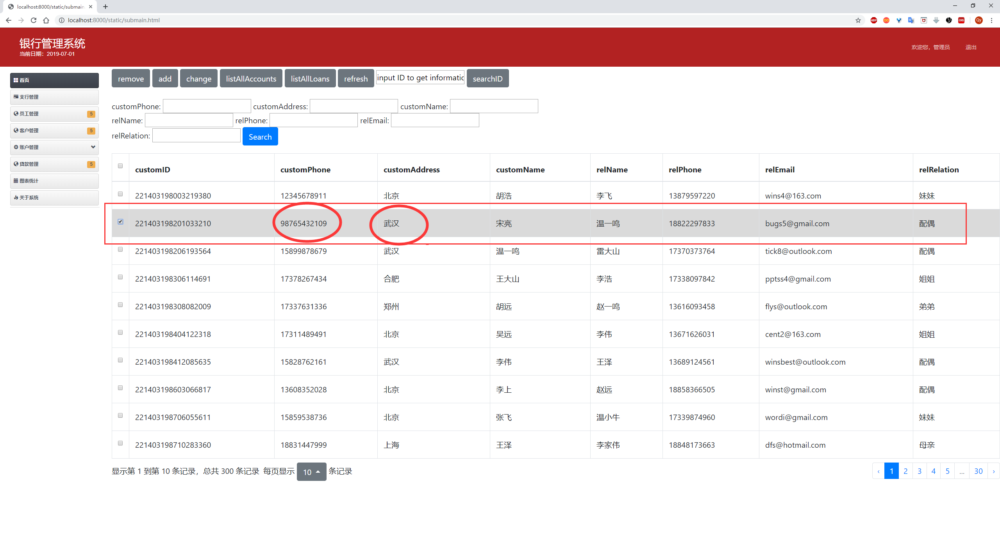 localhost:8000/static/submain
localhost:8000/static/submain.html
ABP
CORS
Qy
银行管理系统
当前日期：2019-07-01
欢迎您，管理员 退出
首页
支行管理
员工管理 5
客户管理 5
账户管理
贷款管理 5
图表统计
关于系统
remove add change listAllAccounts listAllLoans refresh input ID to get informatic searchID
customPhone: customAddress: customName:
relName: relPhone: relEmail:
relRelation: Search
customID customPhone customAddress customName relName relPhone relEmail relRelation
221403198003219380 12345678911 北京 胡浩 李飞 13879597220 wins4@163.com 妹妹
221403198201033210 98765432109 武汉 宋亮 温一鸣 18822297833 bugs5@gmail.com 配偶
221403198206193564 15899878679 武汉 温一鸣 雷大山 17370373764 tick8@outlook.com 配偶
221403198306114691 17378267434 合肥 王大山 李浩 17338097842 pptss4@gmail.com 姐姐
221403198308082009 17337631336 郑州 胡远 赵一鸣 13616093458 flys@outlook.com 弟弟
221403198404122318 17311489491 北京 吴远 李伟 13671626031 cent2@163.com 姐姐
221403198412085635 15828762161 武汉 李伟 王泽 13689124561 winsbest@outlook.com 配偶
221403198603066817 13608352028 北京 李上 赵远 18858366505 winst@gmail.com 配偶
221403198706055611 15859538736 北京 张飞 温小牛 17339874960 wordi@gmail.com 妹妹
221403198710283360 18831447999 上海 王泽 李家伟 18848173663 dfs@hotmail.com 母亲
显示第 1 到第 10 条记录，总共 300 条记录 每页显示 10 条记录 ‹ 1 2 3 4 5 ... 30 ›